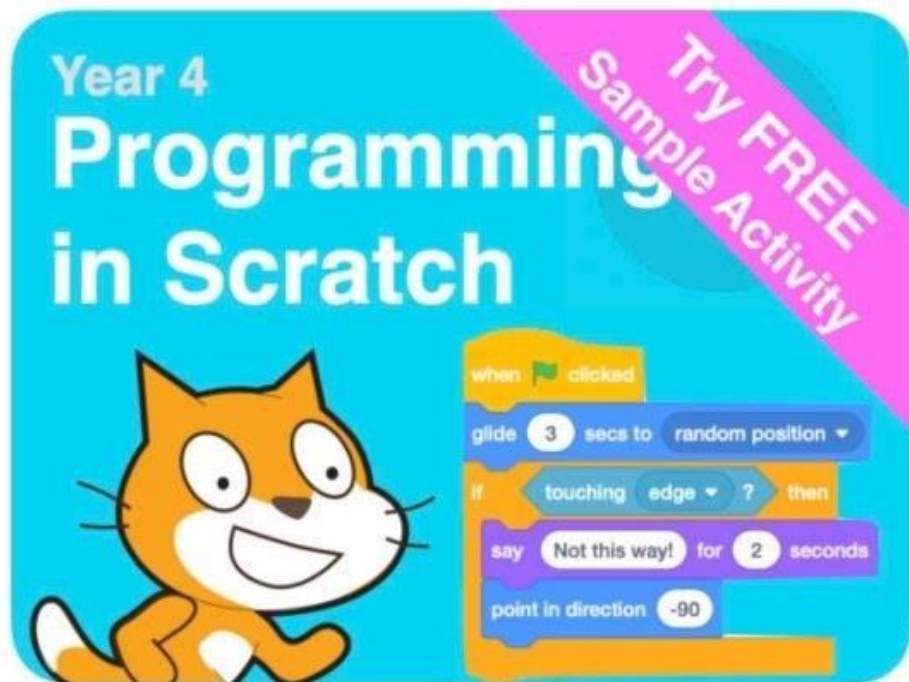 Year 4
Programming
in Scratch
Try FREE
Sample Activity
when clicked
glide 3 secs to random position
if touching edge ? then
say Not this way! for 2 seconds
point in direction -90